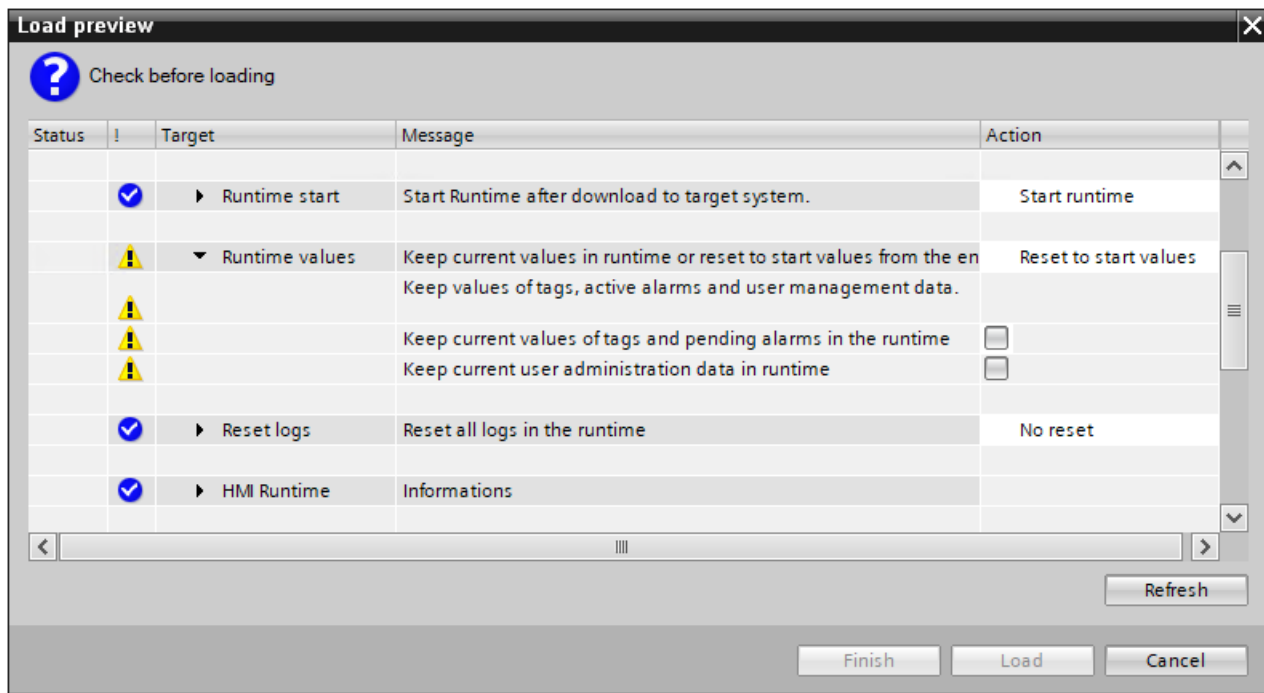 Load preview
Check before loading
Status ! Target Message Action
Runtime start Start Runtime after download to target system. Start runtime
Runtime values Keep current values in runtime or reset to start values from the en Reset to start values
Keep values of tags, active alarms and user management data.
Keep current values of tags and pending alarms in the runtime
Keep current user administration data in runtime
Reset logs Reset all logs in the runtime No reset
HMI Runtime Informations
Refresh
Finish Load Cancel